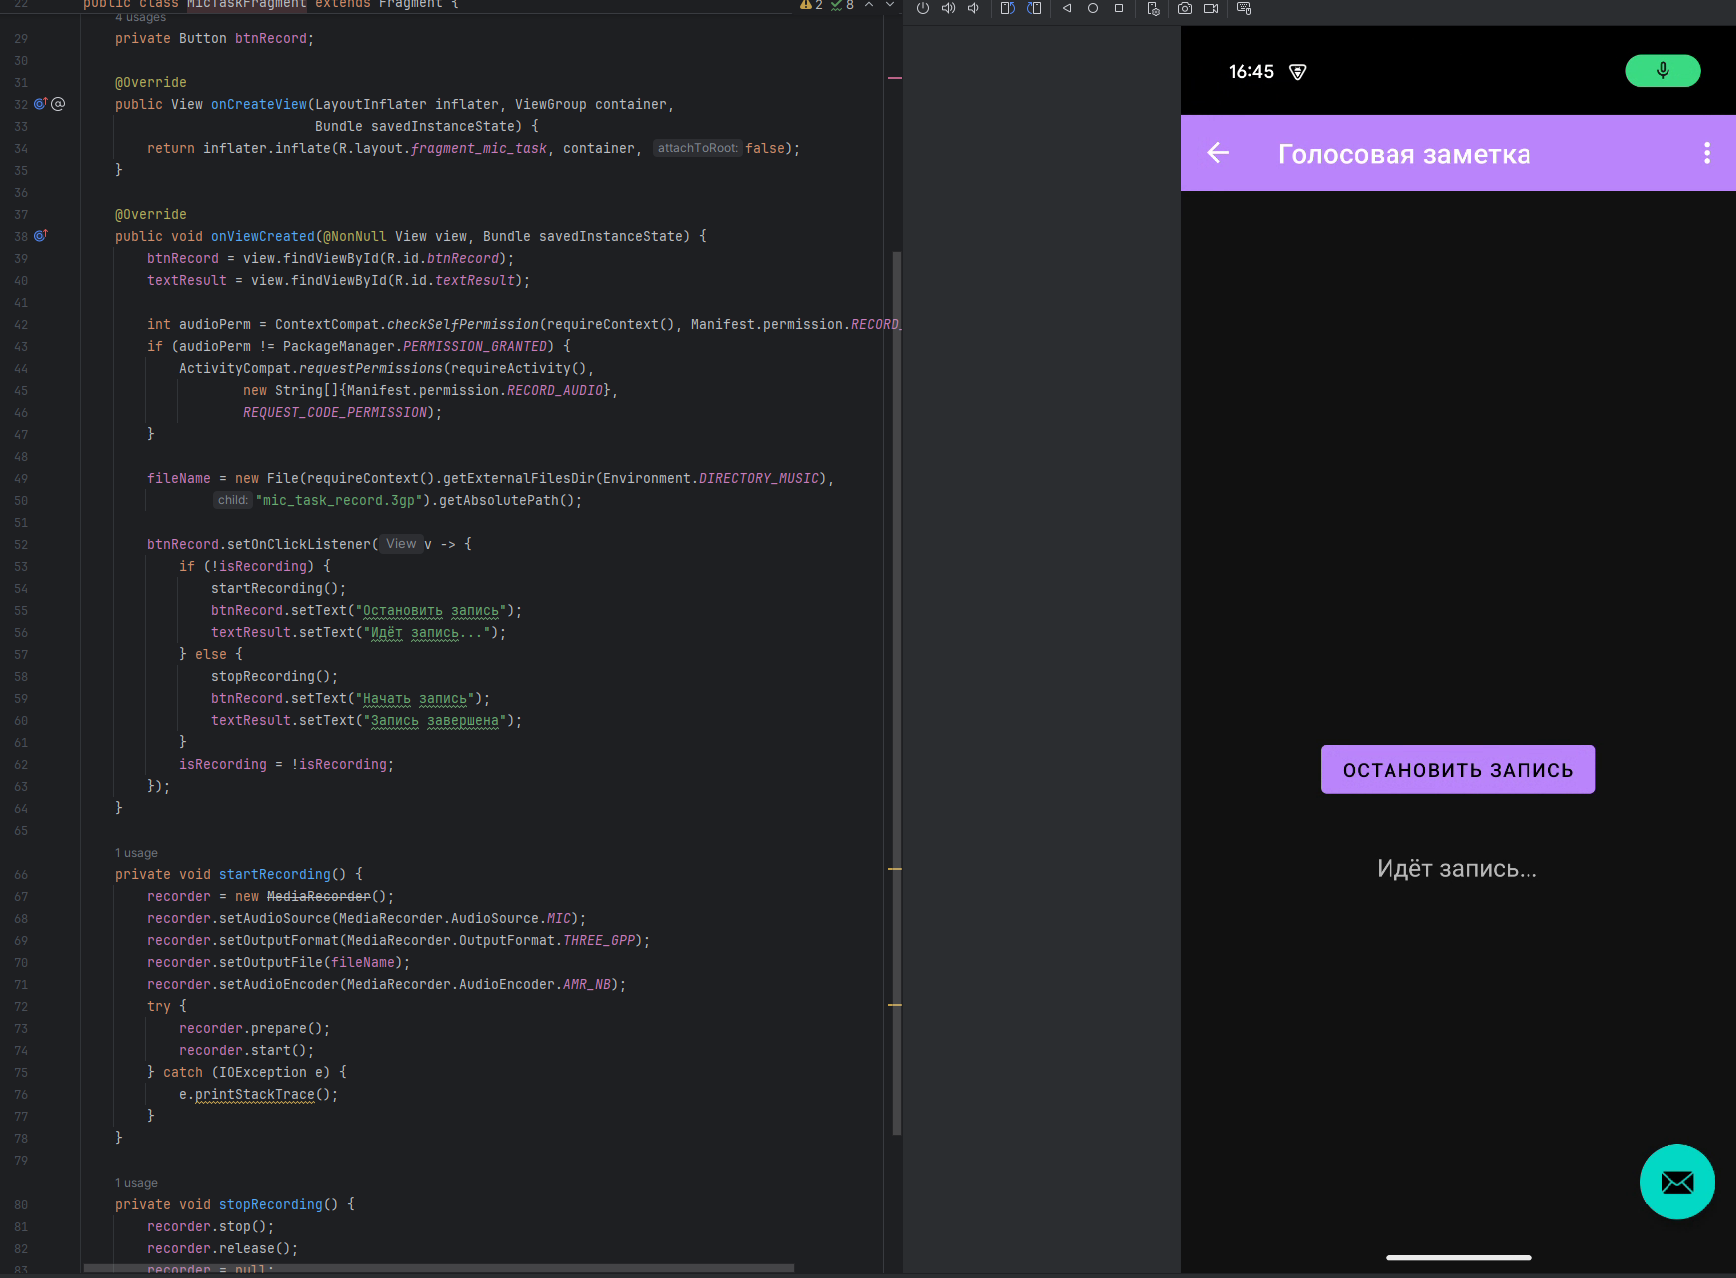 22 public class MicTaskFragment extends Fragment {
2 8
4 usages
29 private Button btnRecord;
30
31 @Override
32 public View onCreateView(LayoutInflater inflater, ViewGroup container,
33 Bundle savedInstanceState) {
34 return inflater.inflate(R.layout.fragment_mic_task, container, attachToRoot: false);
35 }
36
37 @Override
38 public void onViewCreated(@NonNull View view, Bundle savedInstanceState) {
39 btnRecord = view.findViewById(R.id.btnRecord);
40 textResult = view.findViewById(R.id.textResult);
41
42 int audioPerm = ContextCompat.checkSelfPermission(requireContext(), Manifest.permission.RECORD_
43 if (audioPerm != PackageManager.PERMISSION_GRANTED) {
44 ActivityCompat.requestPermissions(requireActivity(),
45 new String[]{Manifest.permission.RECORD_AUDIO},
46 REQUEST_CODE_PERMISSION);
47 }
48
49 fileName = new File(requireContext().getExternalFilesDir(Environment.DIRECTORY_MUSIC),
50 child: "mic_task_record.3gp").getAbsolutePath();
51
52 btnRecord.setOnClickListener( View v -> {
53 if (!isRecording) {
54 startRecording();
55 btnRecord.setText("Остановить запись");
56 textResult.setText("Идёт запись...");
57 } else {
58 stopRecording();
59 btnRecord.setText("Начать запись");
60 textResult.setText("Запись завершена");
61 }
62 isRecording = !isRecording;
63 });
64 }
65
1 usage
66 private void startRecording() {
67 recorder = new MediaRecorder();
68 recorder.setAudioSource(MediaRecorder.AudioSource.MIC);
69 recorder.setOutputFormat(MediaRecorder.OutputFormat.THREE_GPP);
70 recorder.setOutputFile(fileName);
71 recorder.setAudioEncoder(MediaRecorder.AudioEncoder.AMR_NB);
72 try {
73 recorder.prepare();
74 recorder.start();
75 } catch (IOException e) {
76 e.printStackTrace();
77 }
78 }
79
1 usage
80 private void stopRecording() {
81 recorder.stop();
82 recorder.release();
83 recorder = null;
16:45
Голосовая заметка
ОСТАНОВИТЬ ЗАПИСЬ
Идёт запись...